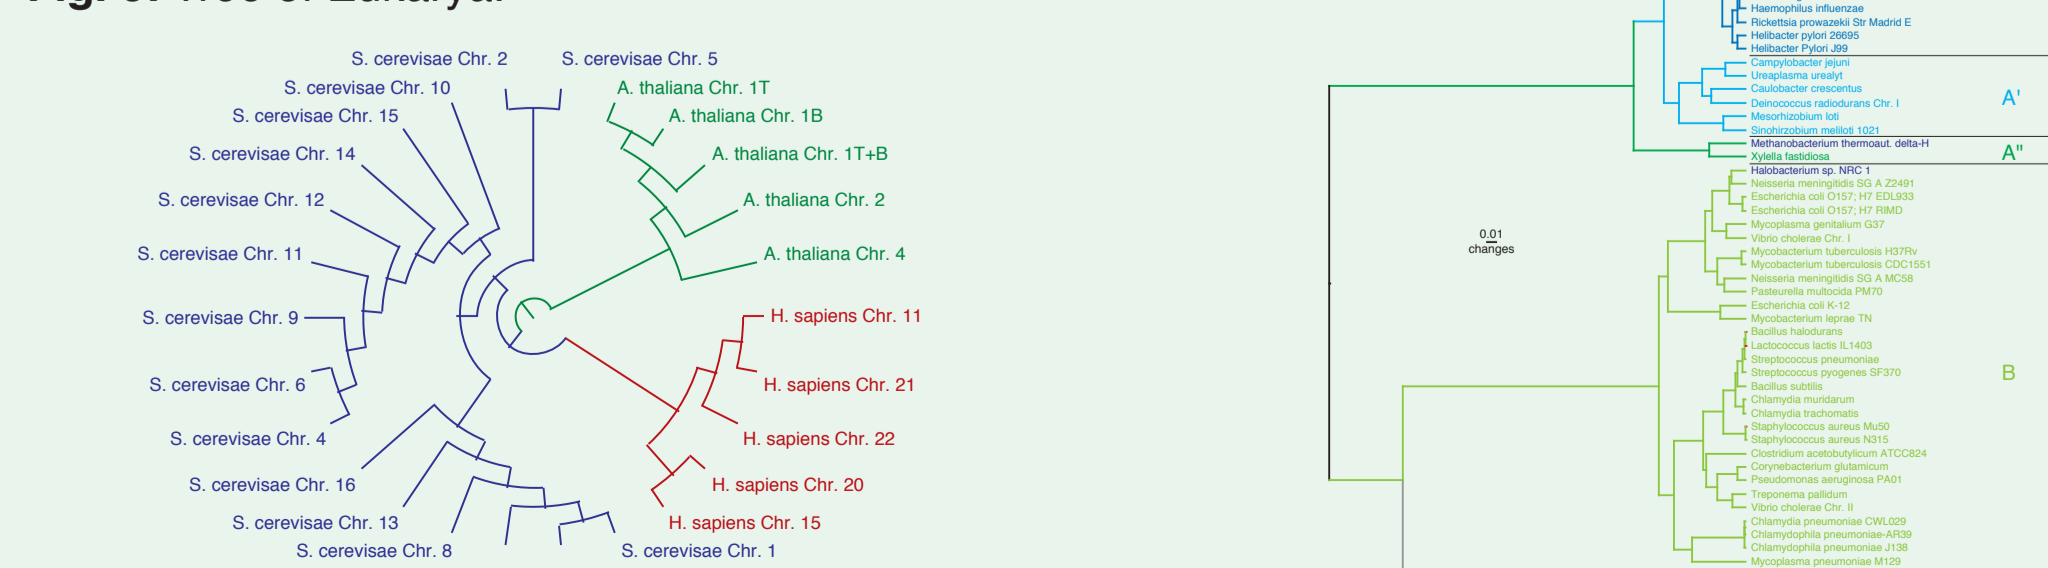 Fig. 3. Tree of Eukarya.
S. cerevisae Chr. 2
S. cerevisae Chr. 5
S. cerevisae Chr. 10
A. thaliana Chr. 1T
S. cerevisae Chr. 15
A. thaliana Chr. 1B
S. cerevisae Chr. 14
A. thaliana Chr. 1T+B
S. cerevisae Chr. 12
A. thaliana Chr. 2
S. cerevisae Chr. 11
A. thaliana Chr. 4
S. cerevisae Chr. 9
H. sapiens Chr. 11
S. cerevisae Chr. 6
H. sapiens Chr. 21
S. cerevisae Chr. 4
H. sapiens Chr. 22
S. cerevisae Chr. 16
H. sapiens Chr. 20
S. cerevisae Chr. 13
H. sapiens Chr. 15
S. cerevisae Chr. 8
S. cerevisae Chr. 1
0.01
changes
Haemophilus influenzae
Rickettsia prowazekii Str Madrid E
Helibacter pylori 26695
Helibacter Pylori J99
Campylobacter jejuni
Ureaplasma urealyt
Caulobacter crescentus
Deinococcus radiodurans Chr. I
Mesorhizobium loti
Sinohirzobium meliloti 1021
A'
Methanobacterium thermoaut. delta-H
Xylella fastidiosa
A"
Halobacterium sp. NRC 1
Neisseria meningitidis SG A Z2491
Escherichia coli O157; H7 EDL933
Escherichia coli O157; H7 RIMD
Mycoplasma genitalium G37
Vibrio cholerae Chr. I
Mycobacterium tuberculosis H37Rv
Mycobacterium tuberculosis CDC1551
Neisseria meningitidis SG A MC58
Pasteurella multocida PM70
Escherichia coli K-12
Mycobacterium leprae TN
Bacillus halodurans
Lactococcus lactis IL1403
Streptococcus pneumoniae
Streptococcus pyogenes SF370
Bacillus subtilis
Chlamydia muridarum
Chlamydia trachomatis
Staphylococcus aureus Mu50
Staphylococcus aureus N315
Clostridium acetobutylicum ATCC824
Corynebacterium glutamicum
Pseudomonas aeruginosa PA01
Treponema pallidum
Vibrio cholerae Chr. II
Chlamydia pneumoniae CWL029
Chlamydophila pneumoniae-AR39
Chlamydophila pneumoniae J138
Mycoplasma pneumoniae M129
B